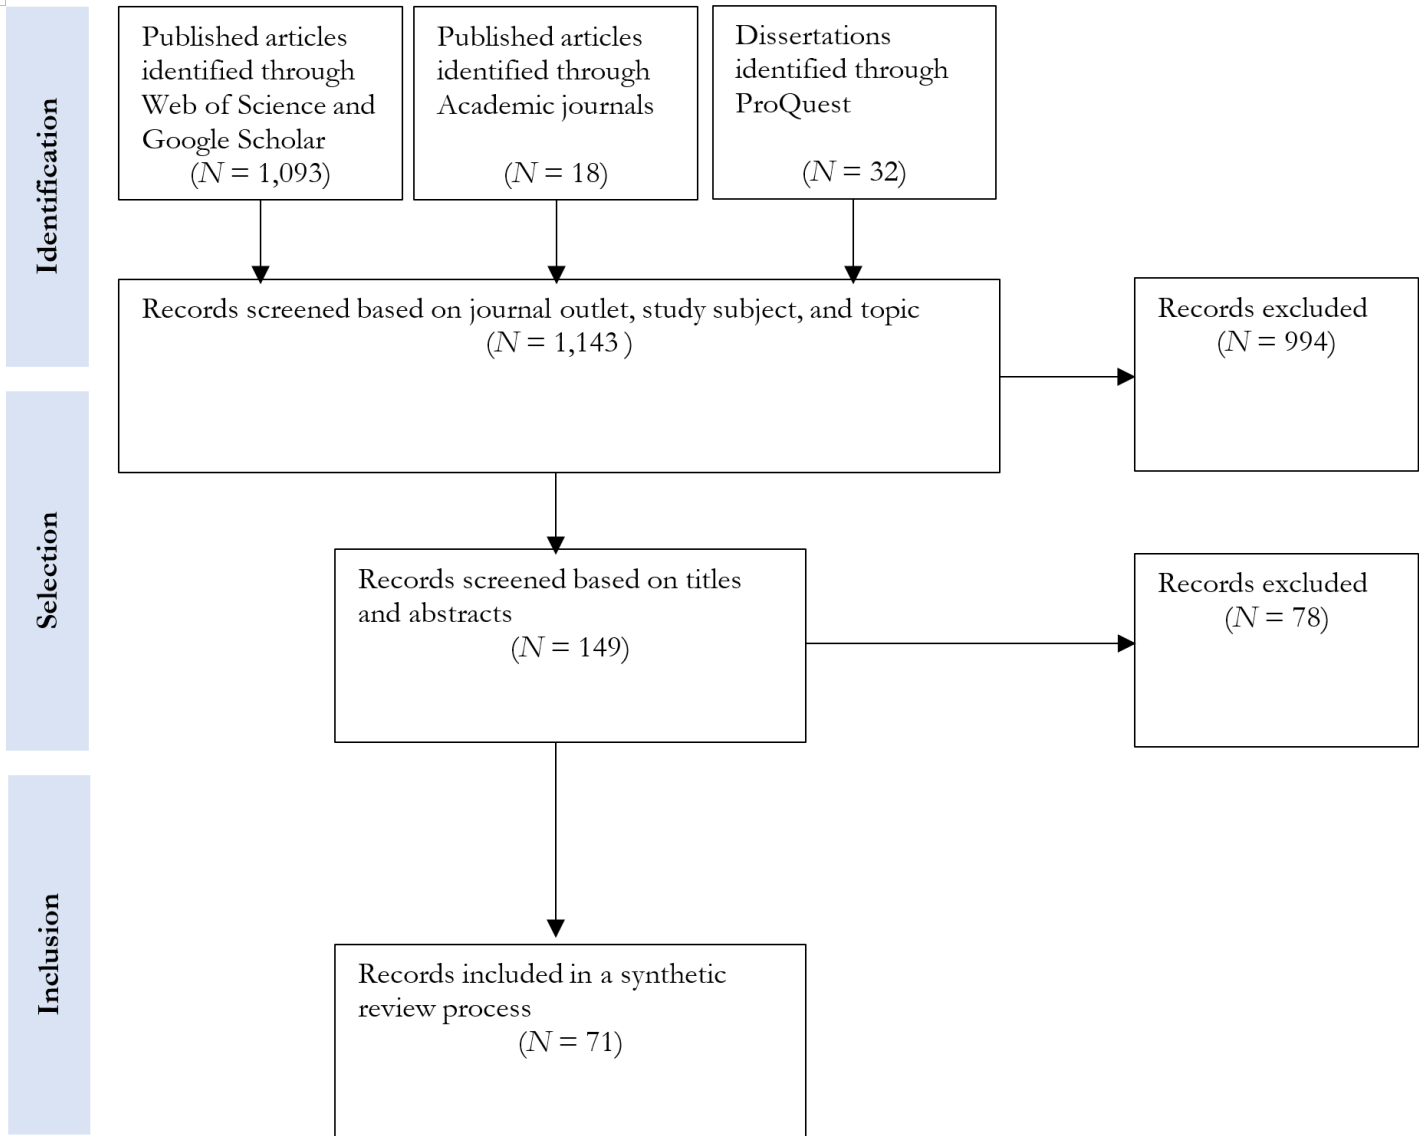 Identification
Published articles
identified through
Web of Science and
Google Scholar
(N = 1,093)
Published articles
identified through
Academic journals
(N = 18)
Dissertations
identified through
ProQuest
(N = 32)
Records screened based on journal outlet, study subject, and topic
(N = 1,143 )
Records excluded
(N = 994)
Selection
Records screened based on titles
and abstracts
(N = 149)
Records excluded
(N = 78)
Inclusion
Records included in a synthetic
review process
(N = 71)